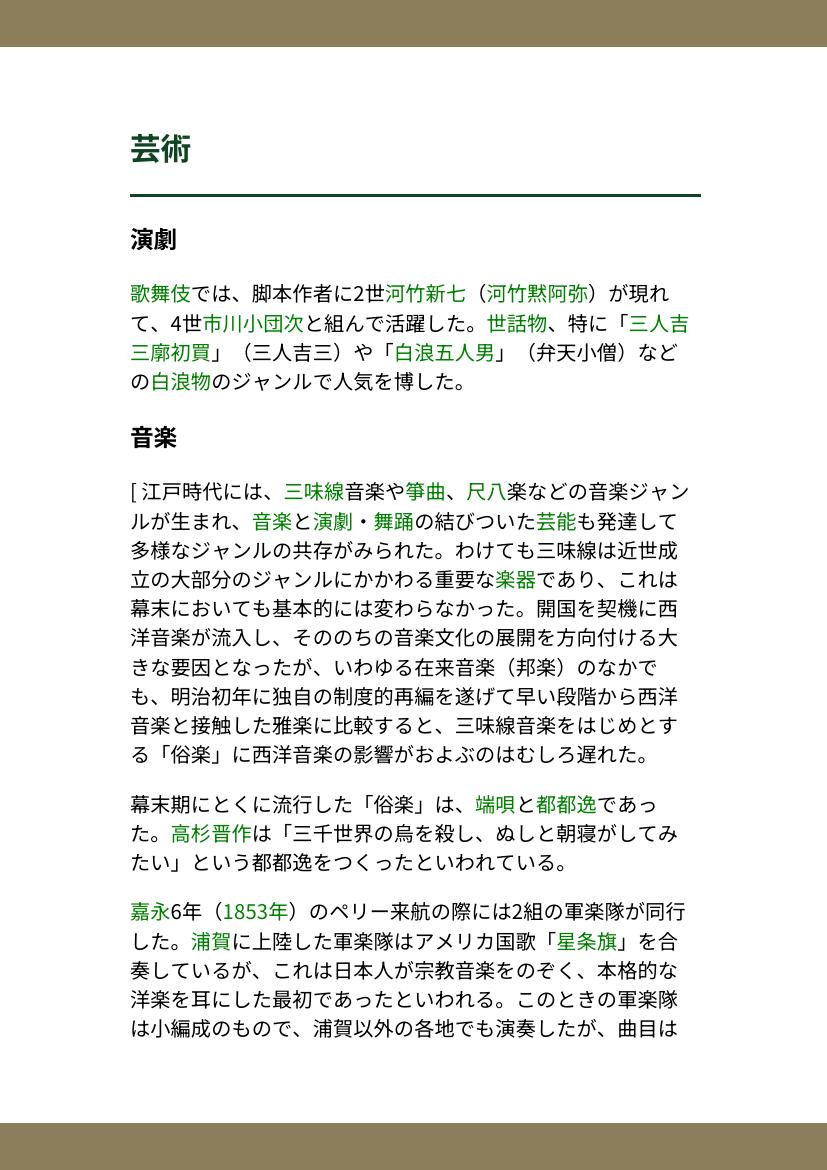 芸術
演劇
歌舞伎では、脚本作者に2世河竹新七（河竹黙阿弥）が現れ
て、4世市川小団次と組んで活躍した。世話物、特に「三人吉
三廓初買」（三人吉三）や「白浪五人男」（弁天小僧）など
の白浪物のジャンルで人気を博した。
音楽
[ 江戸時代には、三味線音楽や箏曲、尺八楽などの音楽ジャン
ルが生まれ、音楽と演劇・舞踊の結びついた芸能も発達して
多様なジャンルの共存がみられた。わけても三味線は近世成
立の大部分のジャンルにかかわる重要な楽器であり、これは
幕末においても基本的には変わらなかった。開国を契機に西
洋音楽が流入し、そののちの音楽文化の展開を方向付ける大
きな要因となったが、いわゆる在来音楽（邦楽）のなかで
も、明治初年に独自の制度的再編を遂げて早い段階から西洋
音楽と接触した雅楽に比較すると、三味線音楽をはじめとす
る「俗楽」に西洋音楽の影響がおよぶのはむしろ遅れた。
幕末期にとくに流行した「俗楽」は、端唄と都都逸であっ
た。高杉晋作は「三千世界の烏を殺し、ぬしと朝寝がしてみ
たい」という都都逸をつくったといわれている。
嘉永6年（1853年）のペリー来航の際には2組の軍楽隊が同行
した。浦賀に上陸した軍楽隊はアメリカ国歌「星条旗」を合
奏しているが、これは日本人が宗教音楽をのぞく、本格的な
洋楽を耳にした最初であったといわれる。このときの軍楽隊
は小編成のもので、浦賀以外の各地でも演奏したが、曲目は